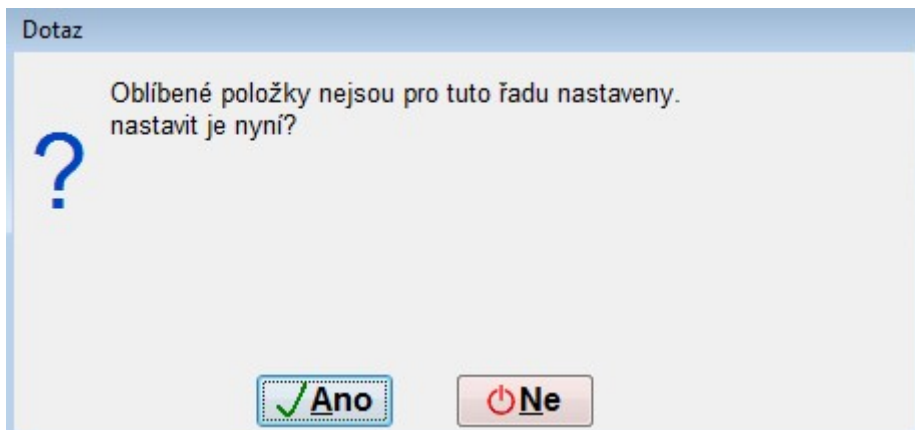 Dotaz
Oblíbené položky nejsou pro tuto řadu nastaveny.
nastavit je nyní?
?
Ano
Ne